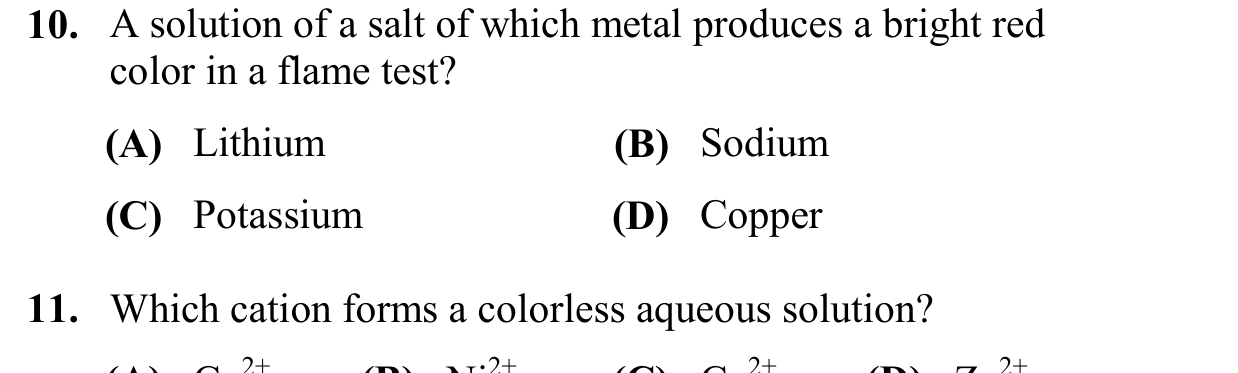 10. A solution of a salt of which metal produces a bright red
color in a flame test?
(A) Lithium (B) Sodium
(C) Potassium (D) Copper
11. Which cation forms a colorless aqueous solution?